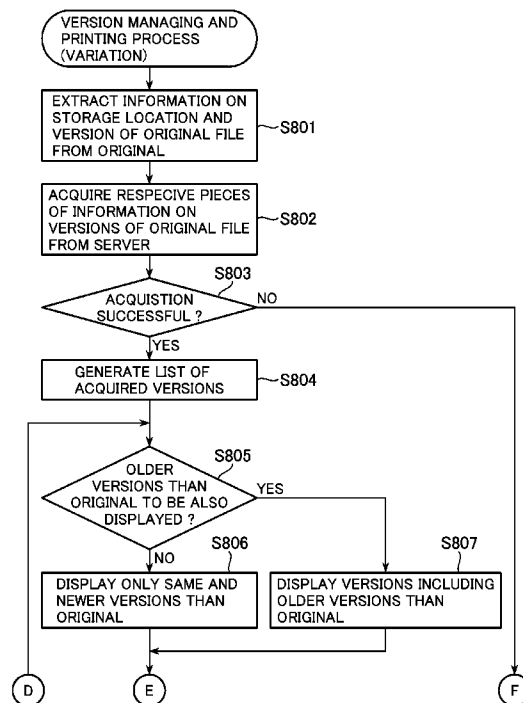 VERSION MANAGING AND
PRINTING PROCESS
(VARIATION)
EXTRACT INFORMATION ON
STORAGE LOCATION AND
VERSION OF ORIGINAL FILE
FROM ORIGINAL
S801
ACQUIRE RESPECIVE PIECES
OF INFORMATION ON
VERSIONS OF ORIGINAL FILE
FROM SERVER
S802
S803
ACQUISTION
SUCCESSFUL ?
NO
YES
GENERATE LIST OF
ACQUIRED VERSIONS
S804
S805
OLDER
VERSIONS THAN
ORIGINAL TO BE ALSO
DISPLAYED ?
YES
NO
S806
DISPLAY ONLY SAME AND
NEWER VERSIONS THAN
ORIGINAL
S807
DISPLAY VERSIONS INCLUDING
OLDER VERSIONS THAN
ORIGINAL
D
E
F